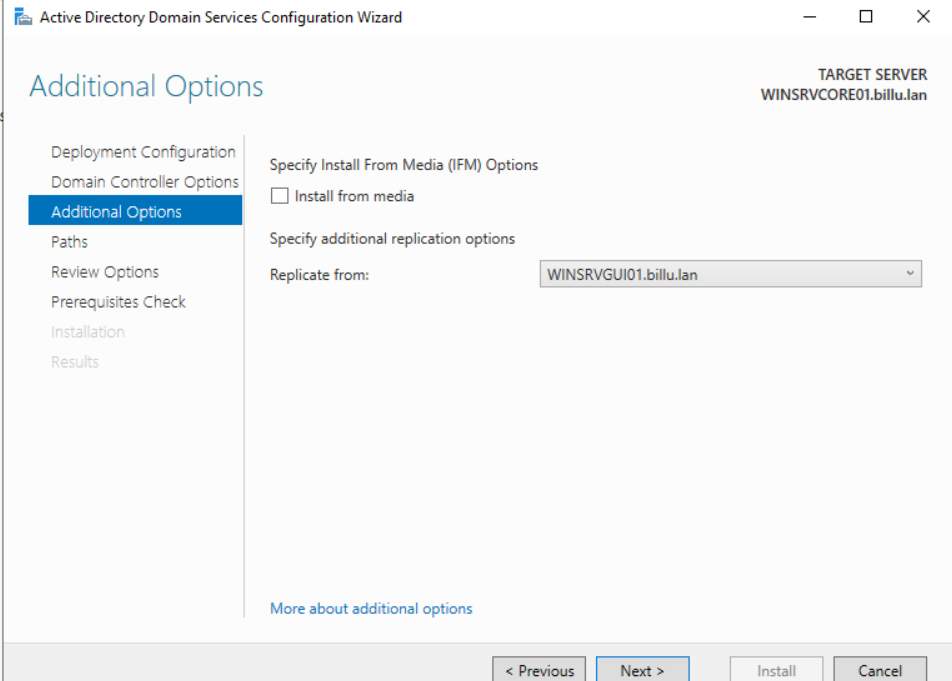 Active Directory Domain Services Configuration Wizard
Additional Options
TARGET SERVER
WINSRVCORE01.billu.lan
Deployment Configuration
Domain Controller Options
Additional Options
Paths
Review Options
Prerequisites Check
Installation
Results
Specify Install From Media (IFM) Options
Install from media
Specify additional replication options
Replicate from: WINSRVGUI01.billu.lan
More about additional options
< Previous Next > Install Cancel